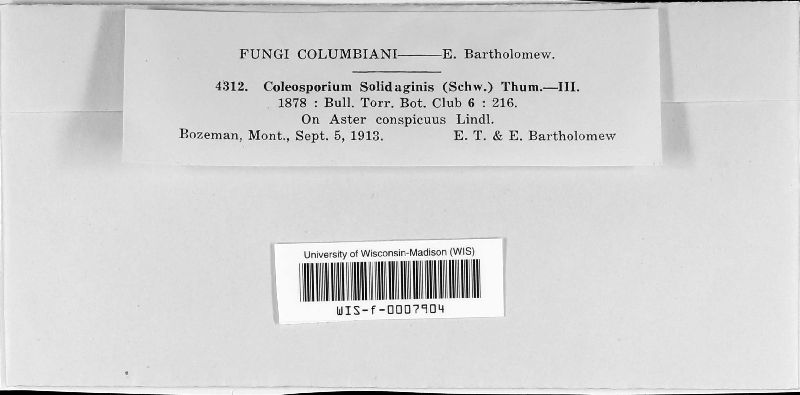 FUNGI COLUMBIANI——E. Bartholomew.
4312. Coleosporium Solidaginis (Schw.) Thum.—III.
1878 : Bull. Torr. Bot. Club 6 : 216.
On Aster conspicuus Lindl.
Bozeman, Mont., Sept. 5, 1913. E. T. & E. Bartholomew
University of Wisconsin-Madison (WIS)
WIS-f-0007904